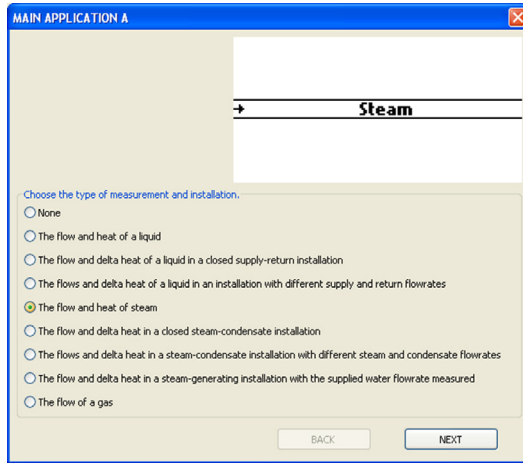 MAIN APPLICATION A
Steam
Choose the type of measurement and installation.
None
The flow and heat of a liquid
The flow and delta heat of a liquid in a closed supply-return installation
The flows and delta heat of a liquid in an installation with different supply and return flowrates
The flow and heat of steam
The flow and delta heat in a closed steam-condensate installation
The flows and delta heat in a steam-condensate installation with different steam and condensate flowrates
The flow and delta heat in a steam-generating installation with the supplied water flowrate measured
The flow of a gas
BACK NEXT